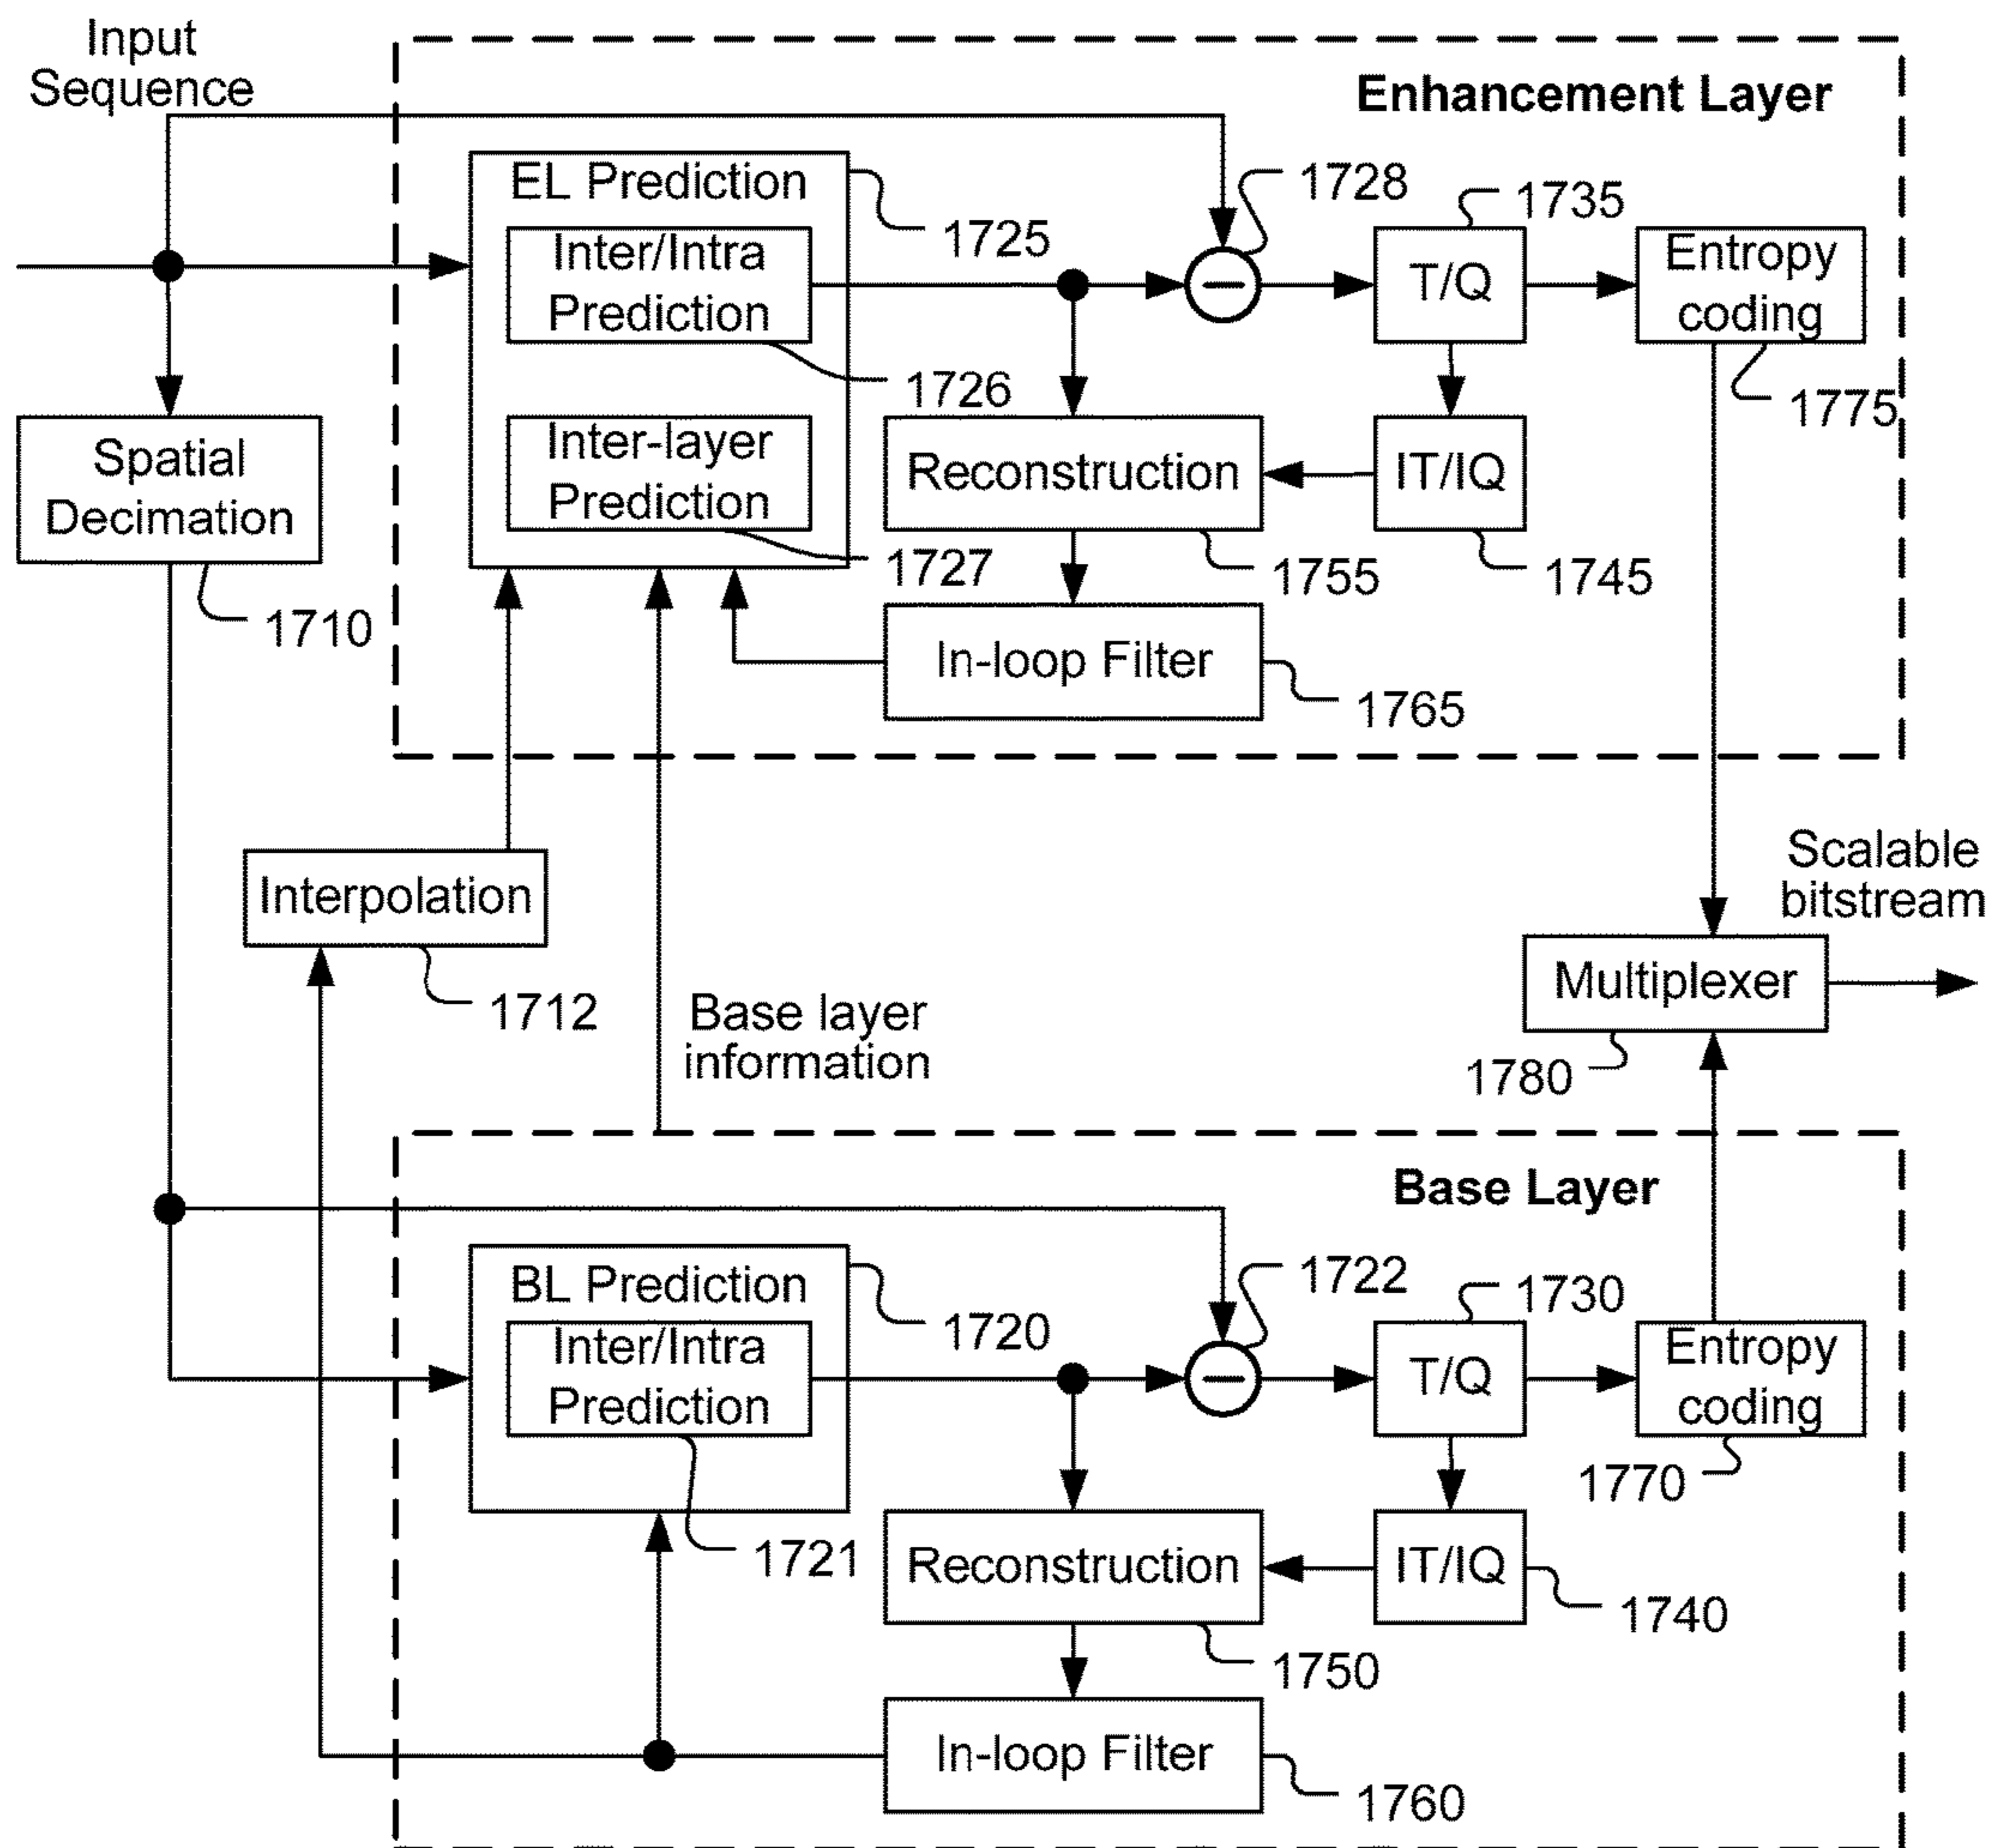 Input
Sequence
Enhancement Layer
EL Prediction
1728
1735
1725
Inter/Intra
Prediction
T/Q
Entropy
coding
1726
1775
Spatial
Decimation
Inter-layer
Prediction
Reconstruction
IT/IQ
1727
1755
1745
1710
In-loop Filter
1765
Interpolation
Scalable
bitstream
Multiplexer
1712
Base layer
information
1780
Base Layer
BL Prediction
1722
1730
1720
Inter/Intra
Prediction
T/Q
Entropy
coding
1770
1721
Reconstruction
IT/IQ
1740
1750
In-loop Filter
1760